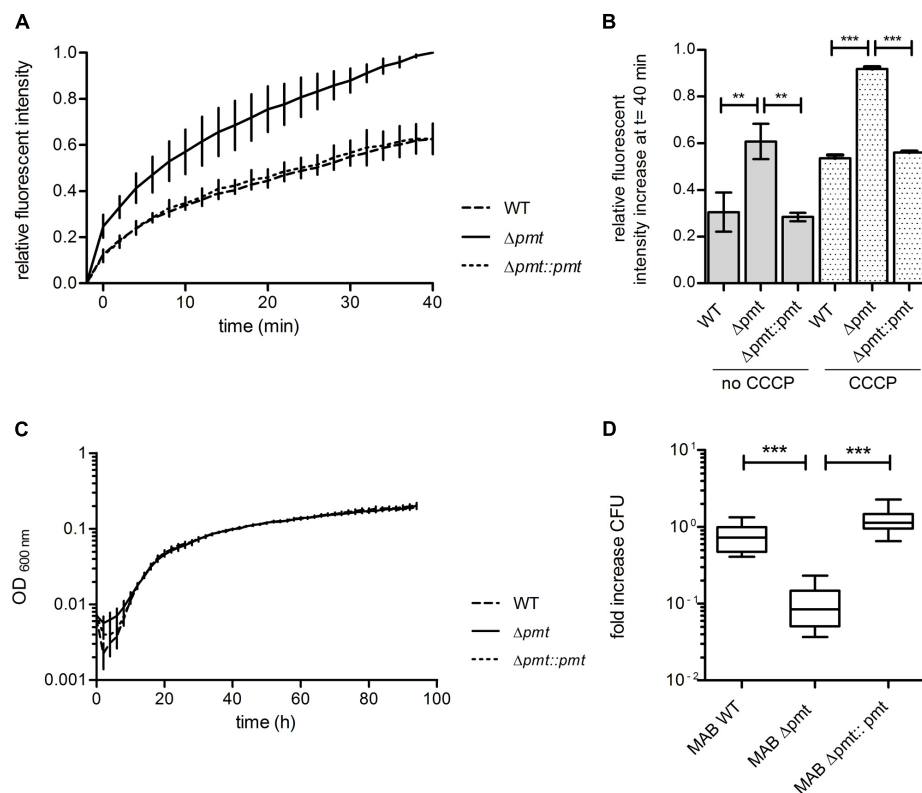 A
relative fluorescent intensity
1.0
0.8
0.6
0.4
0.2
0.0
0 10 20 30 40
time (min)
WT
Δpmt
Δpmt::pmt
B
relative fluorescent
intensity increase at t= 40 min
1.0
0.8
0.6
0.4
0.2
0.0
** ** *** ***
WT Δpmt Δpmt::pmt WT Δpmt Δpmt::pmt
no CCCP CCCP
C
OD 600 nm
1
0.1
0.01
0.001
0 20 40 60 80 100
time (h)
WT
Δpmt
Δpmt::pmt
D
fold increase CFU
10¹
10⁰
10⁻¹
10⁻²
*** ***
MAB WT MAB Δpmt MAB Δpmt:: pmt